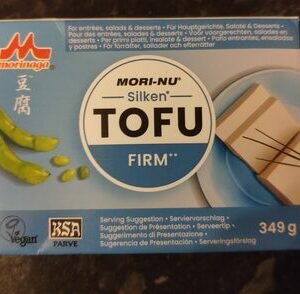 For entrées, salads & desserts • Für Hauptgerichte, Salate & Desserts •
Pour des entrées, salades & desserts • Vóór voorgerechten, salades en
desserts • Per primi piatti, insalate & dessert • Para entrantes, ensaladas
y postres • För förrätter, sallader och efterrätter
morinaga
豆腐
MORI-NU®
Silken®
TOFU
FIRM**
Vegan
KSA
PARVE
Serving Suggestion • Serviervorschlag •
Suggestion de Présentation • Serveertip •
Suggerimento di Presentazione •
Sugerencia de Presentación • Serveringsförslag
349 g